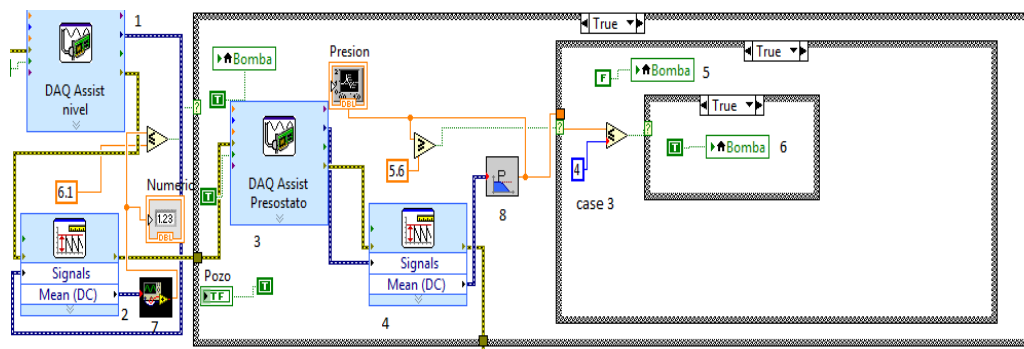 1
DAQ Assist
nivel
6.1
Numeric
1.23
DBL
Signals
Mean (DC)
2
7
True
Bomba
T
DAQ Assist
Presostato
T
3
Pozo
TF
T
Presion
DBL
5.6
Signals
Mean (DC)
4
P
8
True
F
Bomba
5
4
case 3
True
T
Bomba
6